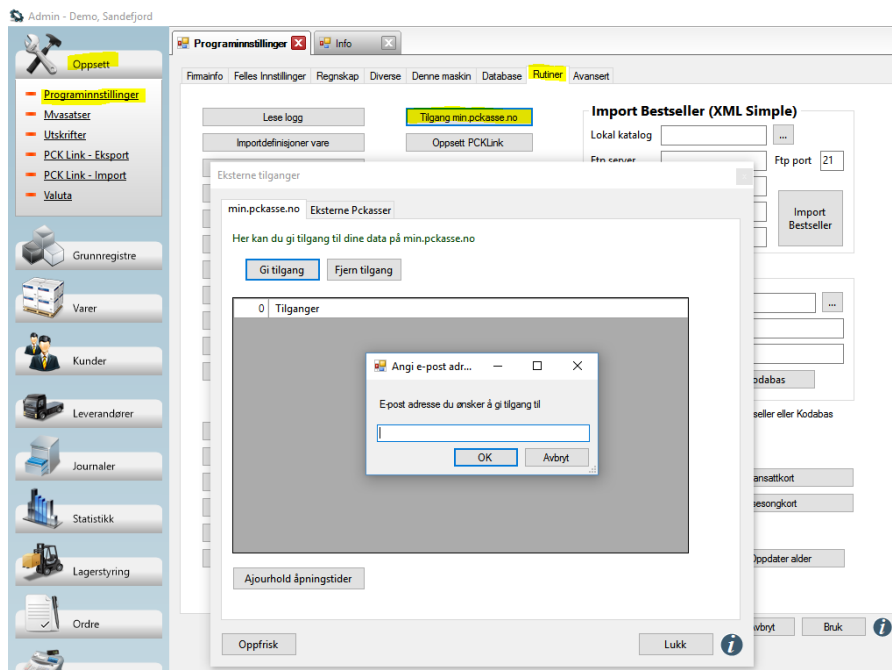 Admin - Demo, Sandefjord
Programinnstillinger
Info
Oppsett
Programinnstillinger
Mvasatser
Utskrifter
PCK Link - Eksport
PCK Link - Import
Valuta
Grunnregistre
Varer
Kunder
Leverandører
Journaler
Statistikk
Lagerstyring
Ordre
Firmainfo Felles Innstillinger Regnskap Diverse Denne maskin Database Rutiner Avansert
Lese logg
Tilgang min.pckasse.no
Importdefinisjoner vare
Oppsett PCKLink
Import Bestseller (XML Simple)
Lokal katalog
...
Ftp server
Ftp port 21
Import
Bestseller
...
Eksterne tilganger
min.pckasse.no Eksterne Pckasser
Her kan du gi tilgang til dine data på min.pckasse.no
Gi tilgang
Fjern tilgang
0 Tilganger
Angi e-post adr...
E-post adresse du ønsker å gi tilgang til
OK
Avbryt
Ajourhold åpningstider
Oppfrisk
Lukk
odabas
seller eller Kodabas
ansattkort
sesongkort
Oppdater alder
vbryt
Bruk